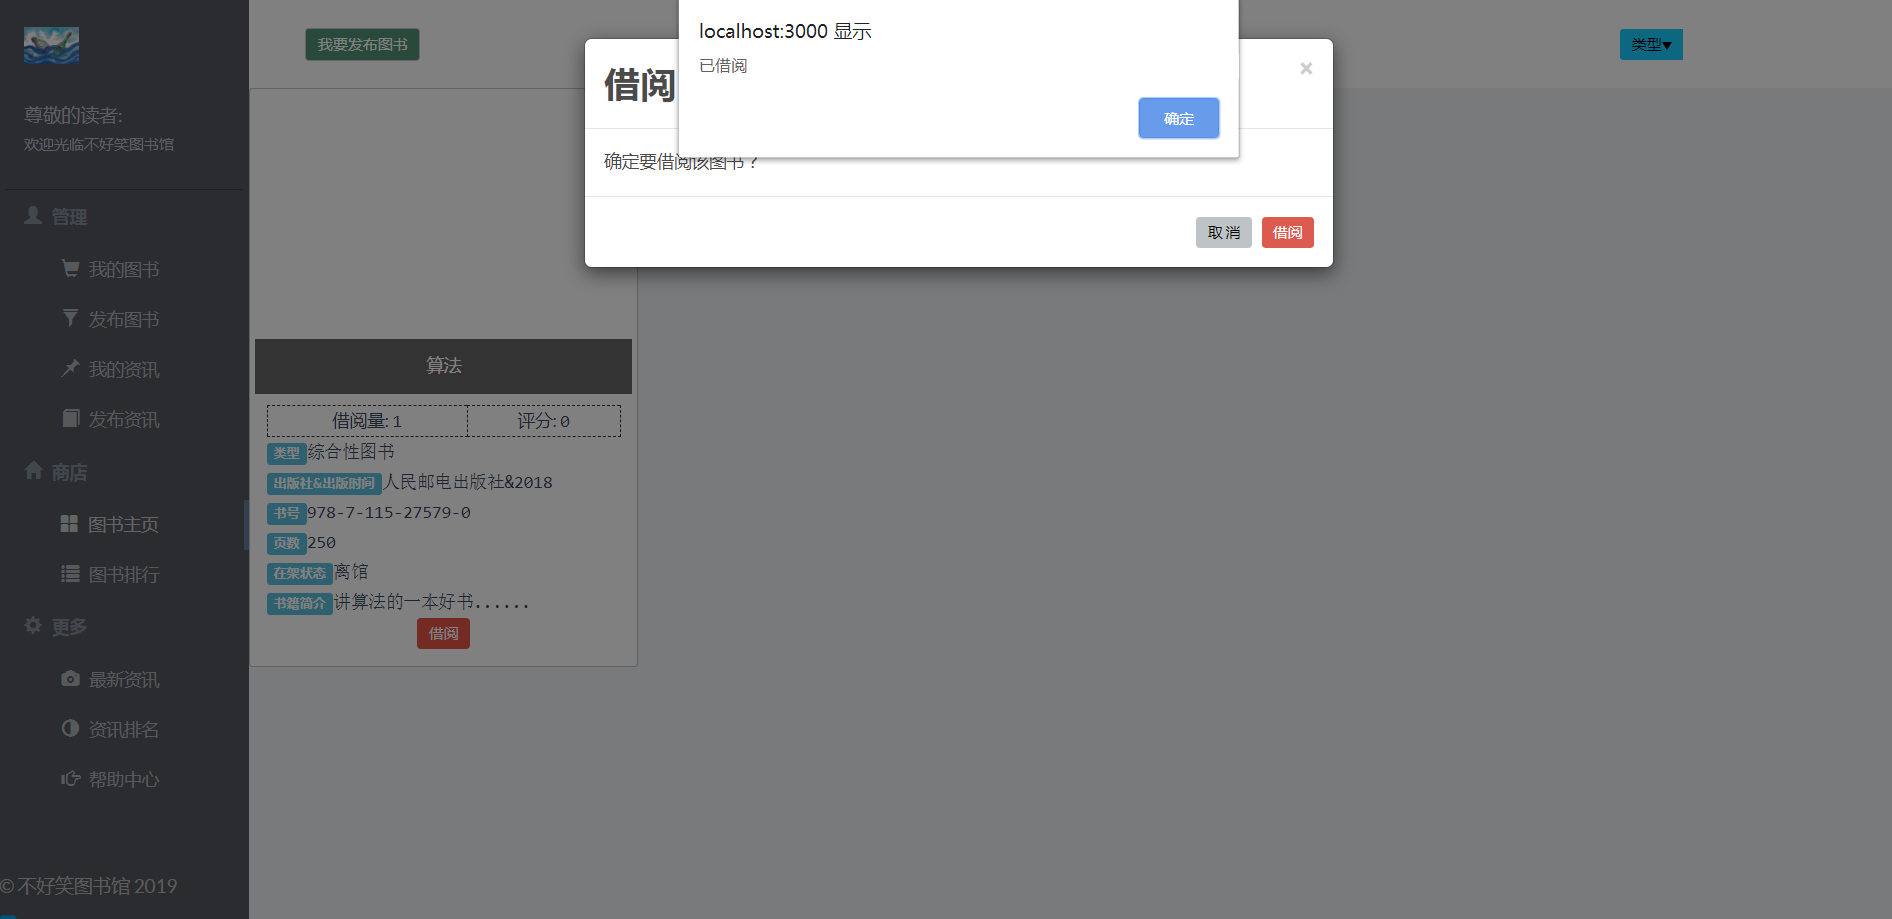 尊敬的读者:
欢迎光临不好笑图书馆
管理
我的图书
发布图书
我的资讯
发布资讯
商店
图书主页
图书排行
更多
最新资讯
资讯排名
帮助中心
© 不好笑图书馆 2019
我要发布图书
类型▾
localhost:3000 显示
已借阅
确定
借阅
×
确定要借阅该图书？
取消 借阅
算法
借阅量: 1 评分: 0
类型 综合性图书
出版社&出版时间 人民邮电出版社&2018
书号 978-7-115-27579-0
页数 250
在架状态 离馆
书籍简介 讲算法的一本好书......
借阅